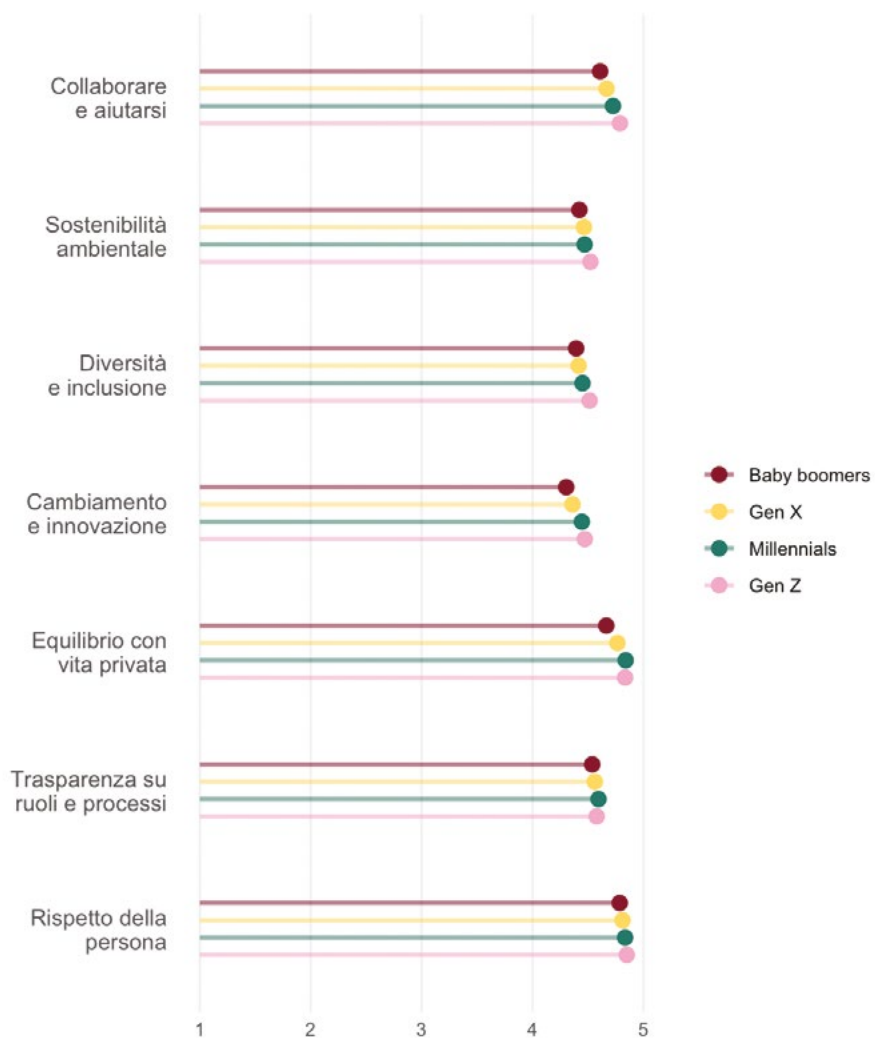 Collaborare
e aiutarsi
Sostenibilità
ambientale
Diversità
e inclusione
Cambiamento
e innovazione
Equilibrio con
vita privata
Trasparenza su
ruoli e processi
Rispetto della
persona
Baby boomers
Gen X
Millennials
Gen Z
1 2 3 4 5